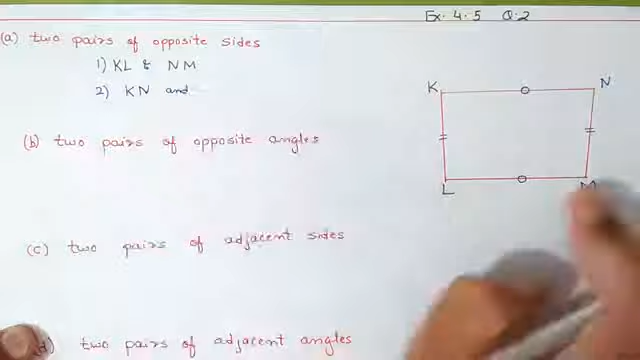 Ex. 4.5 Q.2
(a) two pairs of opposite sides
1) KL & NM
2) KN and
K N
L M
(b) two pairs of opposite angles
(c) two pairs of adjacent sides
d) two pairs of adjacent angles